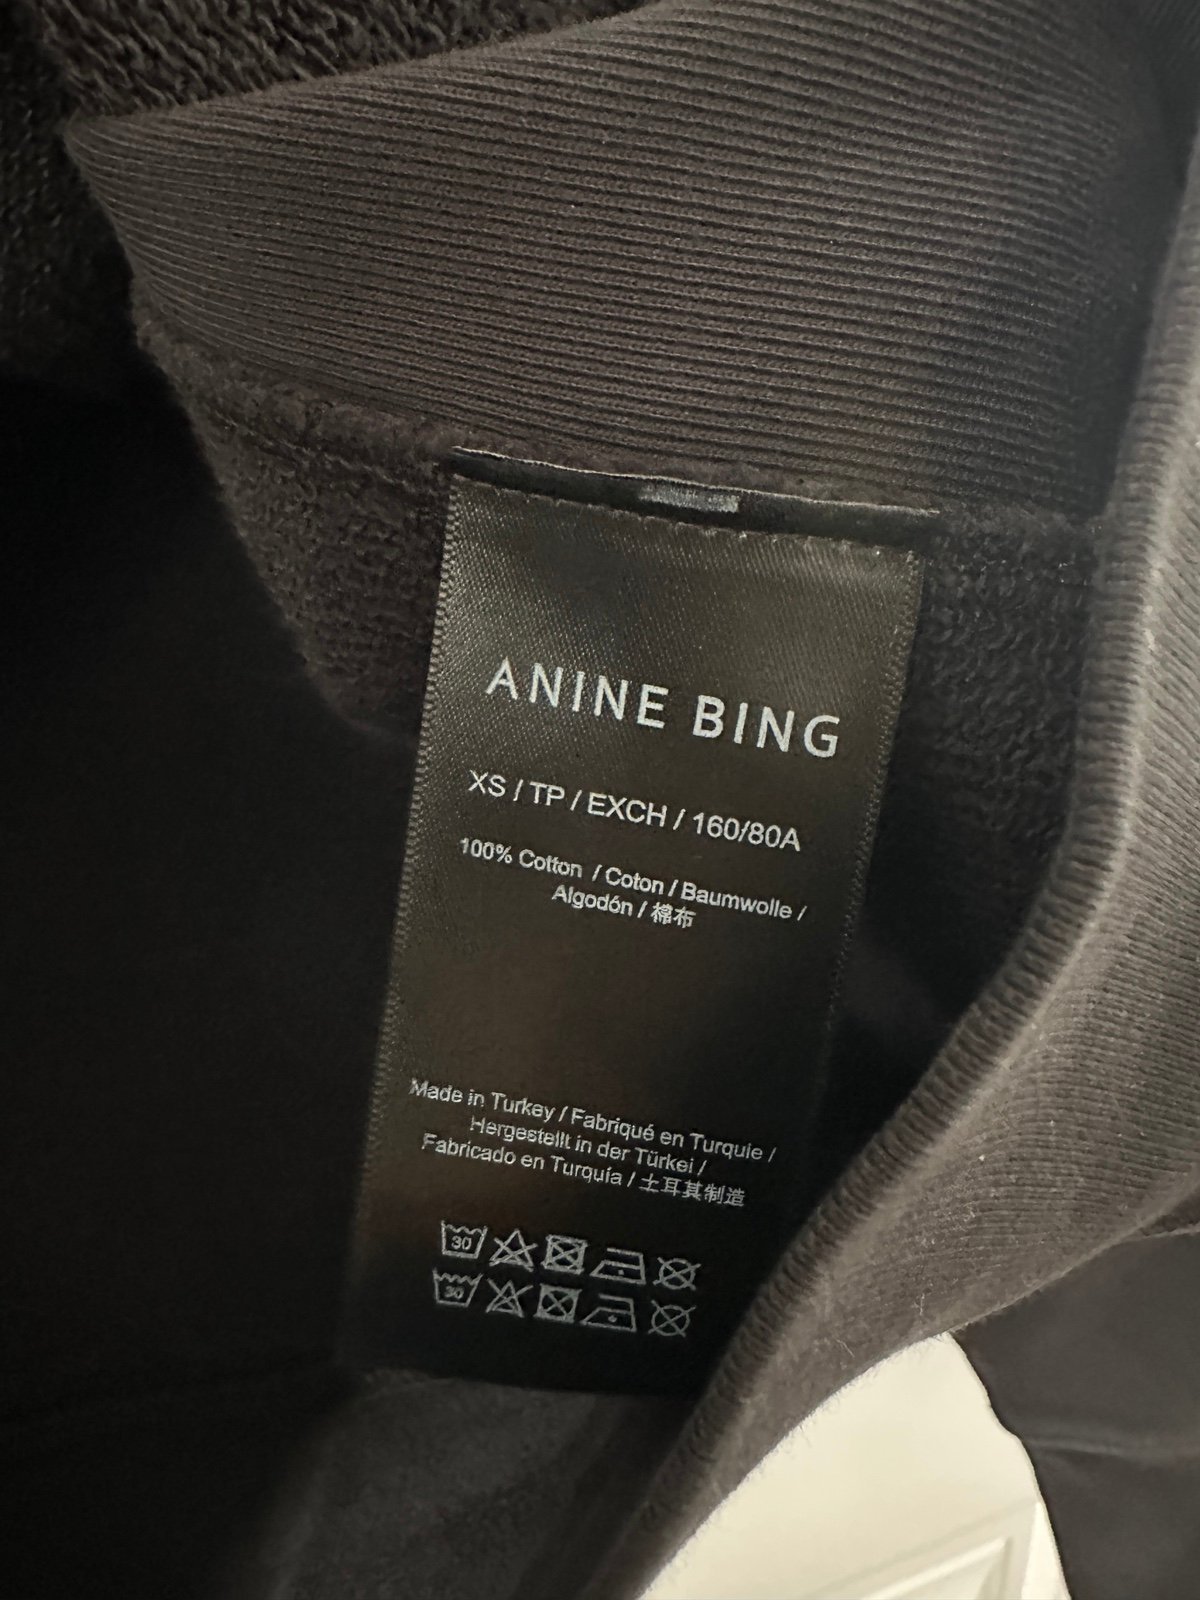 ANINE BING
XS / TP / EXCH / 160/80A
100% Cotton / Coton / Baumwolle /
Algodón / 棉布
Made in Turkey / Fabriqué en Turquie /
Hergestellt in der Türkei /
Fabricado en Turquía / 土耳其制造
30
30